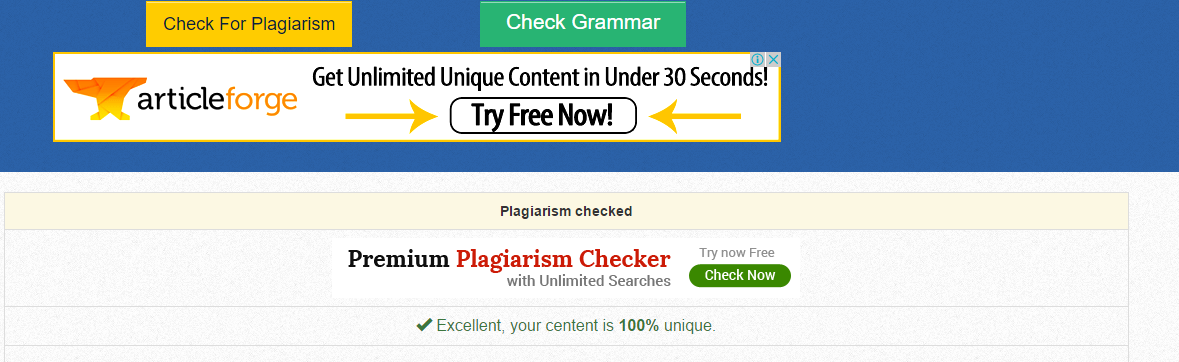 Check For Plagiarism
Check Grammar
articleforge
Get Unlimited Unique Content in Under 30 Seconds!
Try Free Now!
Plagiarism checked
Premium Plagiarism Checker
with Unlimited Searches
Try now Free
Check Now
Excellent, your centent is 100% unique.